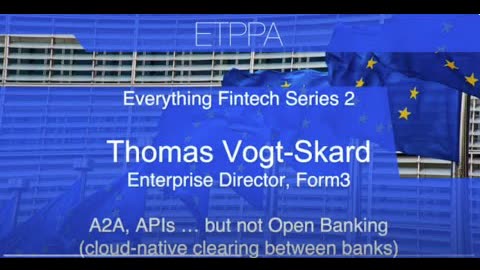 ETPPA
Everything Fintech Series 2
Thomas Vogt-Skard
Enterprise Director, Form3
A2A, APIs ... but not Open Banking
(cloud-native clearing between banks)